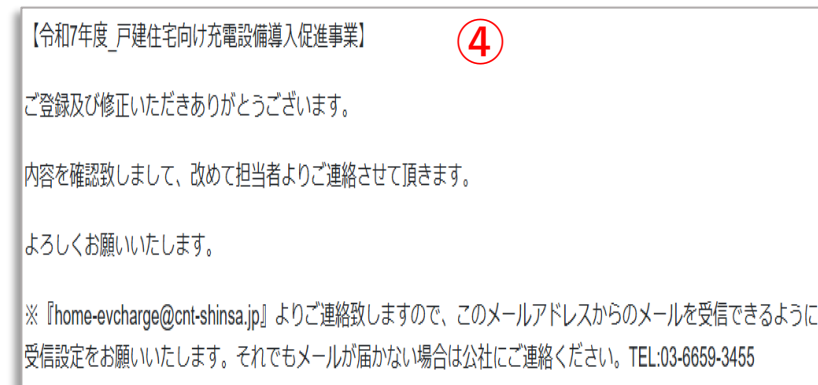 【令和7年度_戸建住宅向け充電設備導入促進事業】 ④
ご登録及び修正いただきありがとうございます。
内容を確認致しまして、改めて担当者よりご連絡させて頂きます。
よろしくお願いいたします。
※『home-evcharge@cnt-shinsa.jp』よりご連絡致しますので、このメールアドレスからのメールを受信できるように
受信設定をお願いいたします。それでもメールが届かない場合は公社にご連絡ください。TEL:03-6659-3455